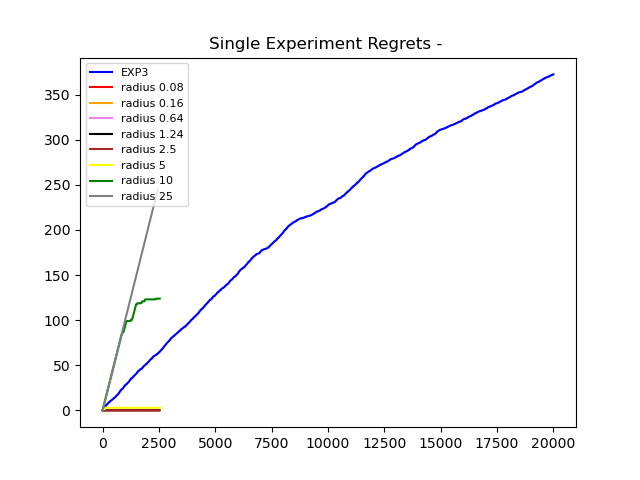 Single Experiment Regrets -
EXP3
radius 0.08
radius 0.16
radius 0.64
radius 1.24
radius 2.5
radius 5
radius 10
radius 25
350
300
250
200
150
100
50
0
0 2500 5000 7500 10000 12500 15000 17500 20000